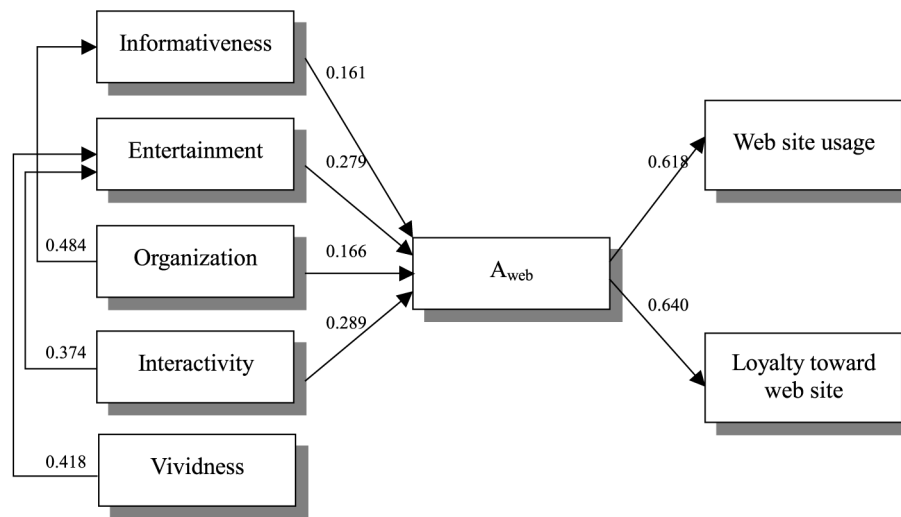 Informativeness
0.161
Entertainment
0.279
Web site usage
0.618
0.484
Organization
0.166
Aweb
0.289
0.640
0.374
Interactivity
Loyalty toward
web site
0.418
Vividness